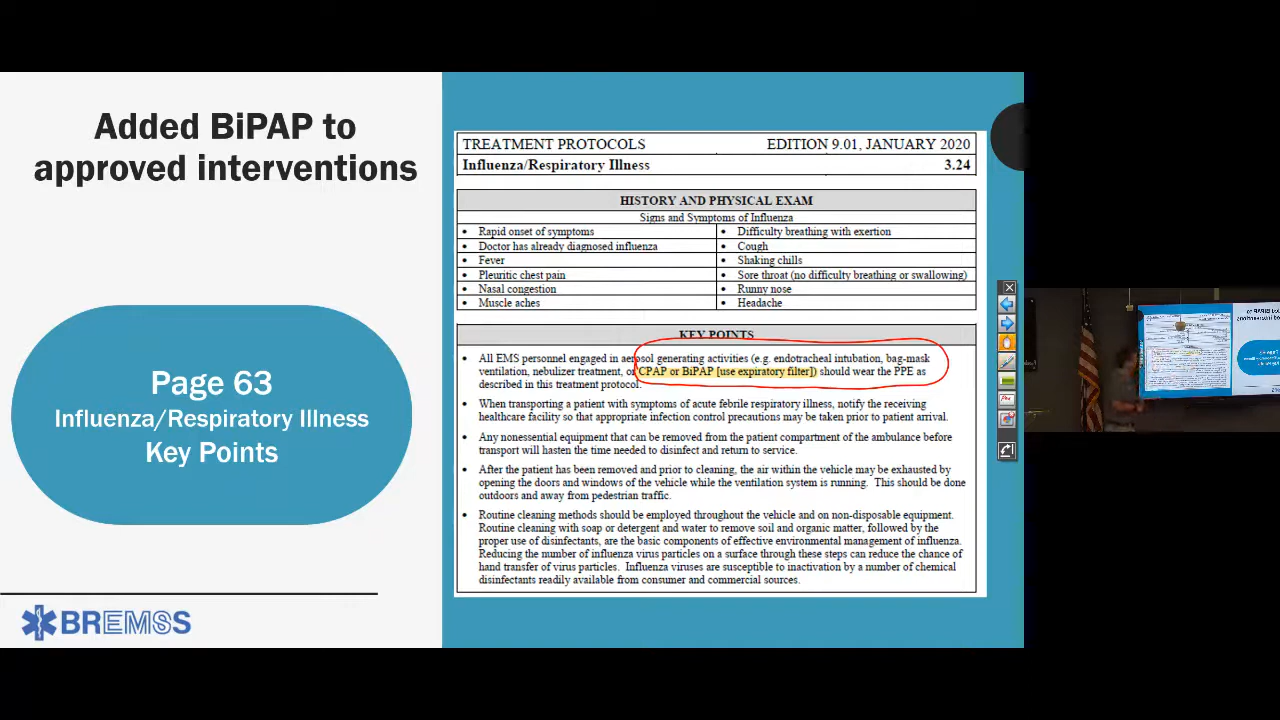 Added BiPAP to
approved interventions
Page 63
Influenza/Respiratory Illness
Key Points
BREMSS
TREATMENT PROTOCOLS EDITION 9.01, JANUARY 2020
Influenza/Respiratory Illness 3.24
HISTORY AND PHYSICAL EXAM
Signs and Symptoms of Influenza
• Rapid onset of symptoms • Difficulty breathing with exertion
• Doctor has already diagnosed influenza • Cough
• Fever • Shaking chills
• Pleuritic chest pain • Sore throat (no difficulty breathing or swallowing)
• Nasal congestion • Runny nose
• Muscle aches • Headache
KEY POINTS
• All EMS personnel engaged in aerosol generating activities (e.g. endotracheal intubation, bag-mask
ventilation, nebulizer treatment, or CPAP or BiPAP [use expiratory filter]) should wear the PPE as
described in this treatment protocol.
• When transporting a patient with symptoms of acute febrile respiratory illness, notify the receiving
healthcare facility so that appropriate infection control precautions may be taken prior to patient arrival.
• Any nonessential equipment that can be removed from the patient compartment of the ambulance before
transport will hasten the time needed to disinfect and return to service.
• After the patient has been removed and prior to cleaning, the air within the vehicle may be exhausted by
opening the doors and windows of the vehicle while the ventilation system is running. This should be done
outdoors and away from pedestrian traffic.
• Routine cleaning methods should be employed throughout the vehicle and on non-disposable equipment.
Routine cleaning with soap or detergent and water to remove soil and organic matter, followed by the
proper use of disinfectants, are the basic components of effective environmental management of influenza.
Reducing the number of influenza virus particles on a surface through these steps can reduce the chance of
hand transfer of virus particles. Influenza viruses are susceptible to inactivation by a number of chemical
disinfectants readily available from consumer and commercial sources.